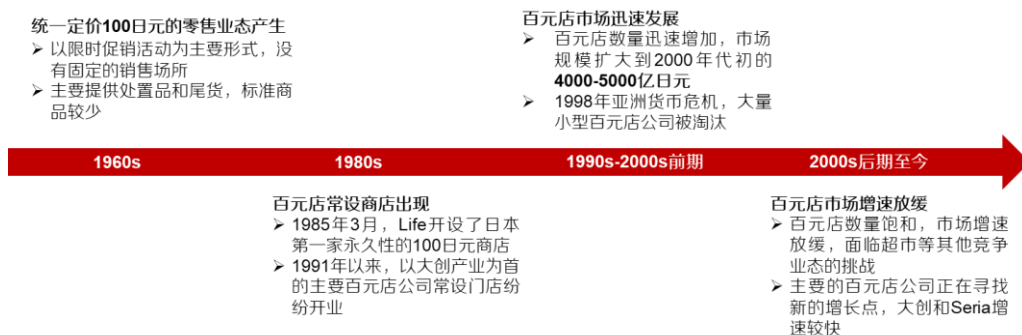 统一定价100日元的零售业态产生
➢ 以限时促销活动为主要形式，没
有固定的销售场所
➢ 主要提供处置品和尾货，标准商
品较少
百元店市场迅速发展
➢ 百元店数量迅速增加，市场
规模扩大到2000年代初的
4000-5000亿日元
➢ 1998年亚洲货币危机，大量
小型百元店公司被淘汰
1960s
1980s
1990s-2000s前期
2000s后期至今
百元店常设商店出现
➢ 1985年3月，Life开设了日本
第一家永久性的100日元商店
➢ 1991年以来，以大创产业为首
的主要百元店公司常设门店纷
纷开业
百元店市场增速放缓
➢ 百元店数量饱和，市场增速
放缓，面临超市等其他竞争
业态的挑战
➢ 主要的百元店公司正在寻找
新的增长点，大创和Seria增
速较快